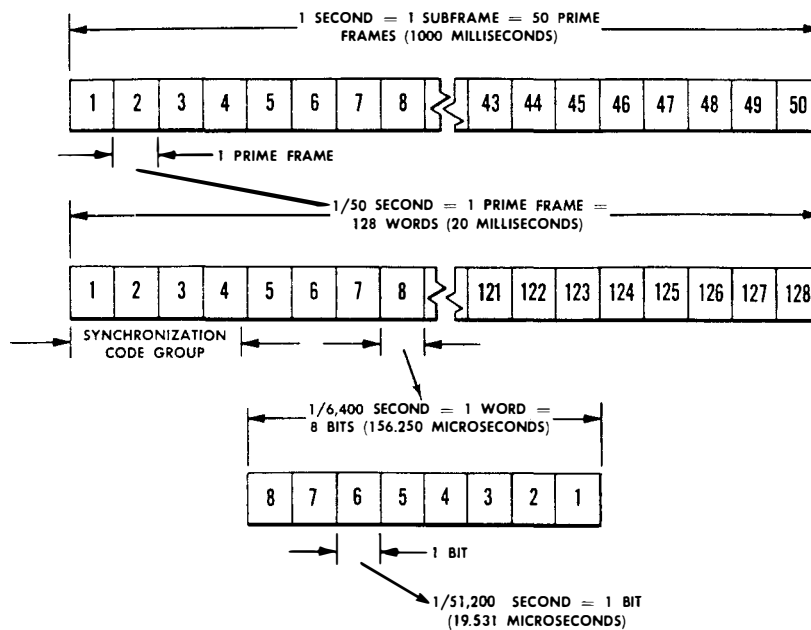 1 SECOND = 1 SUBFRAME = 50 PRIME
FRAMES (1000 MILLISECONDS)
1 2 3 4 5 6 7 8 43 44 45 46 47 48 49 50
1 PRIME FRAME
1/50 SECOND = 1 PRIME FRAME =
128 WORDS (20 MILLISECONDS)
1 2 3 4 5 6 7 8 121 122 123 124 125 126 127 128
SYNCHRONIZATION
CODE GROUP
1/6,400 SECOND = 1 WORD =
8 BITS (156.250 MICROSECONDS)
8 7 6 5 4 3 2 1
1 BIT
1/51,200 SECOND = 1 BIT
(19.531 MICROSECONDS)